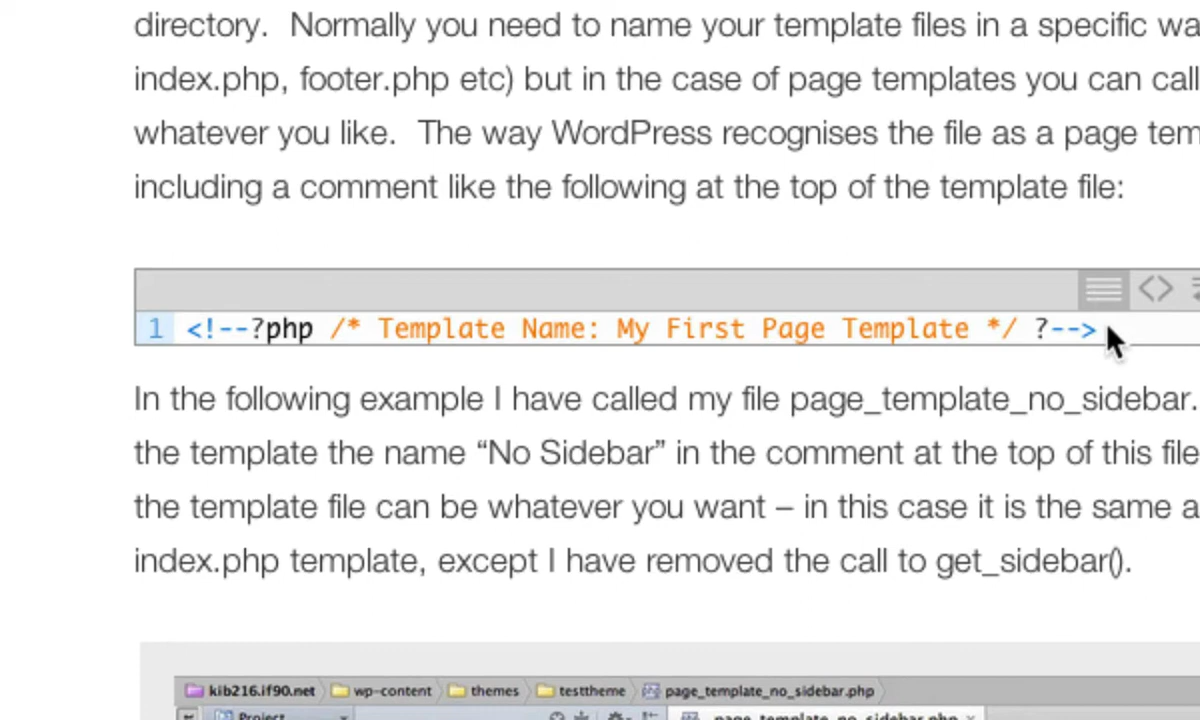 directory.  Normally you need to name your template files in a specific wa
index.php, footer.php etc) but in the case of page templates you can call
whatever you like.  The way WordPress recognises the file as a page tem
including a comment like the following at the top of the template file:
1 <!--?php /* Template Name: My First Page Template */ ?-->
In the following example I have called my file page_template_no_sidebar.
the template the name “No Sidebar” in the comment at the top of this file
the template file can be whatever you want – in this case it is the same a
index.php template, except I have removed the call to get_sidebar().
kib216.if90.net wp-content themes testtheme page_template_no_sidebar.php
Project page_template_no_sidebar.php ×